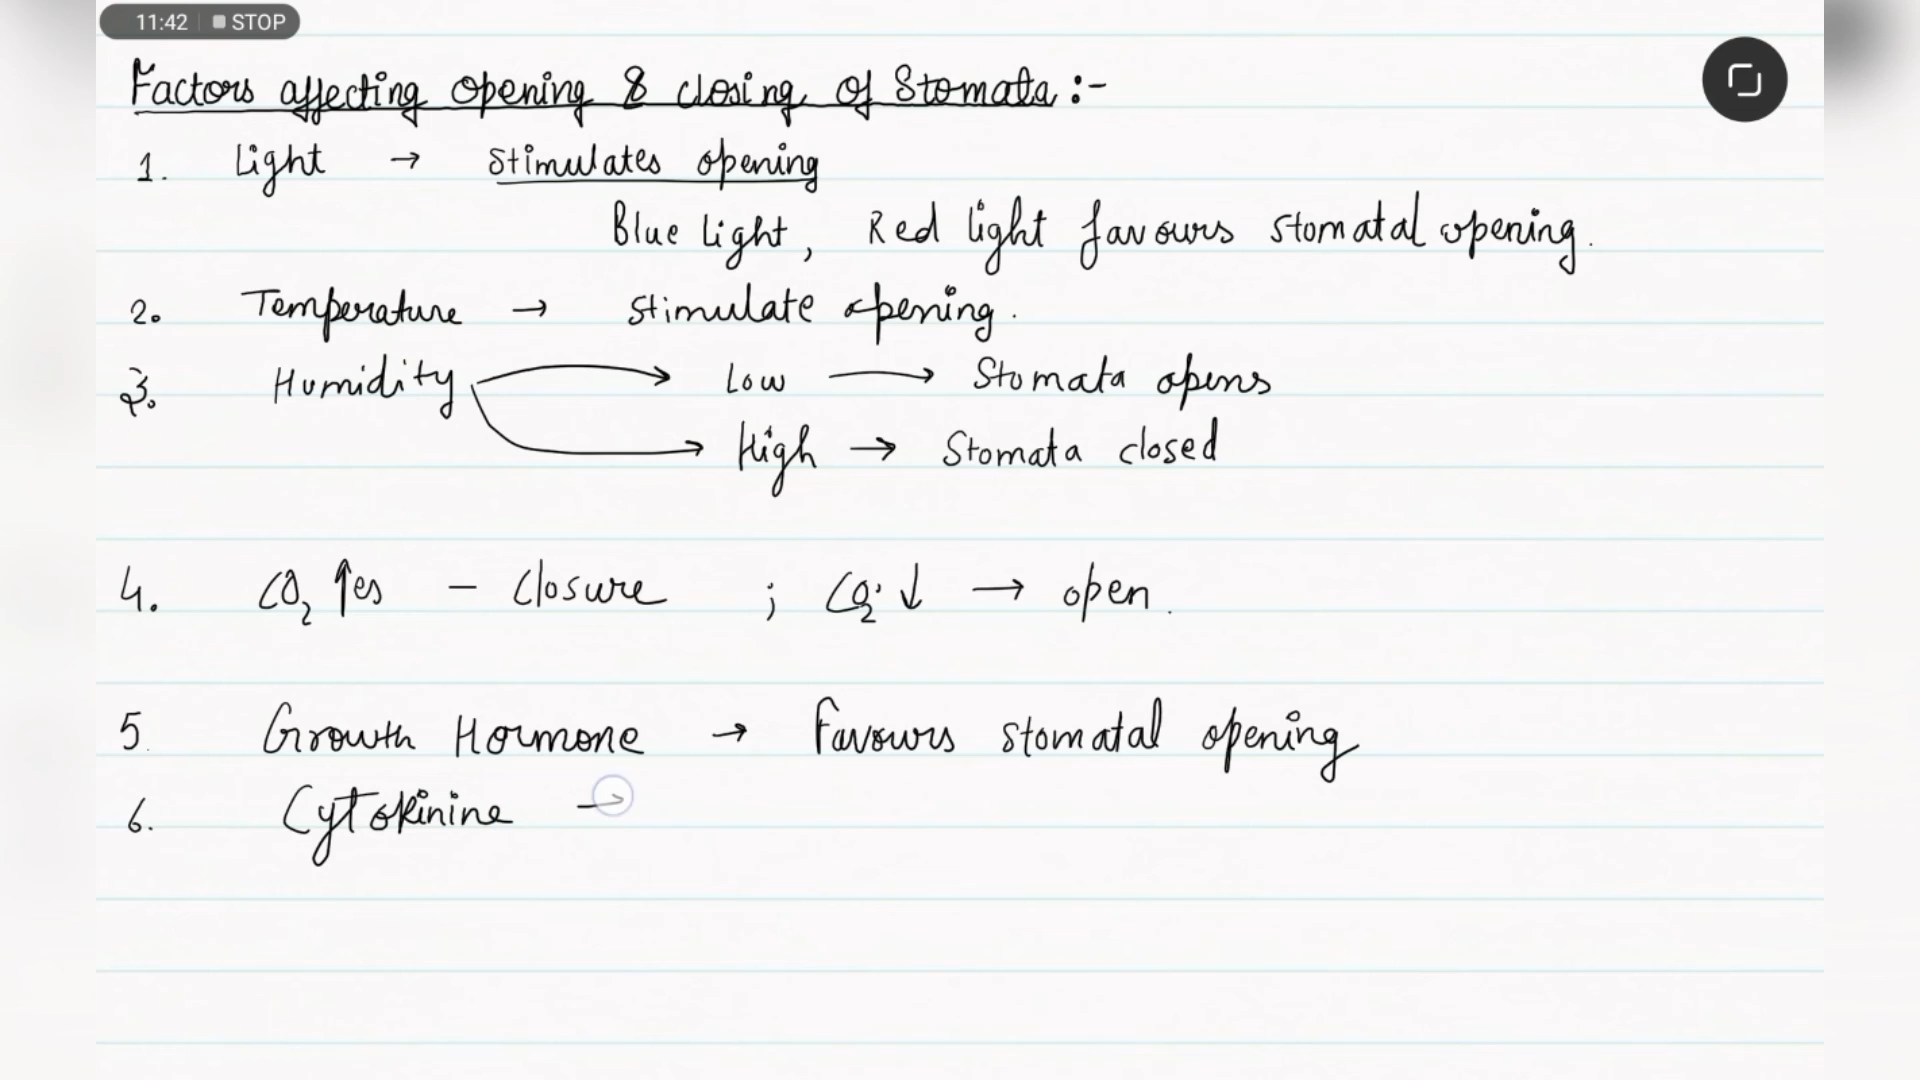 11:42 STOP
Factors affecting opening & closing of Stomata :-
1. Light → Stimulates opening
Blue light, Red light favours stomatal opening.
2. Temperature → Stimulate opening.
3. Humidity → Low → Stomata opens
→ High → Stomata closed
4. CO₂ ↑es - Closure ; CO₂ ↓ → open.
5. Growth Hormone → Favours stomatal opening
6. Cytokinine →